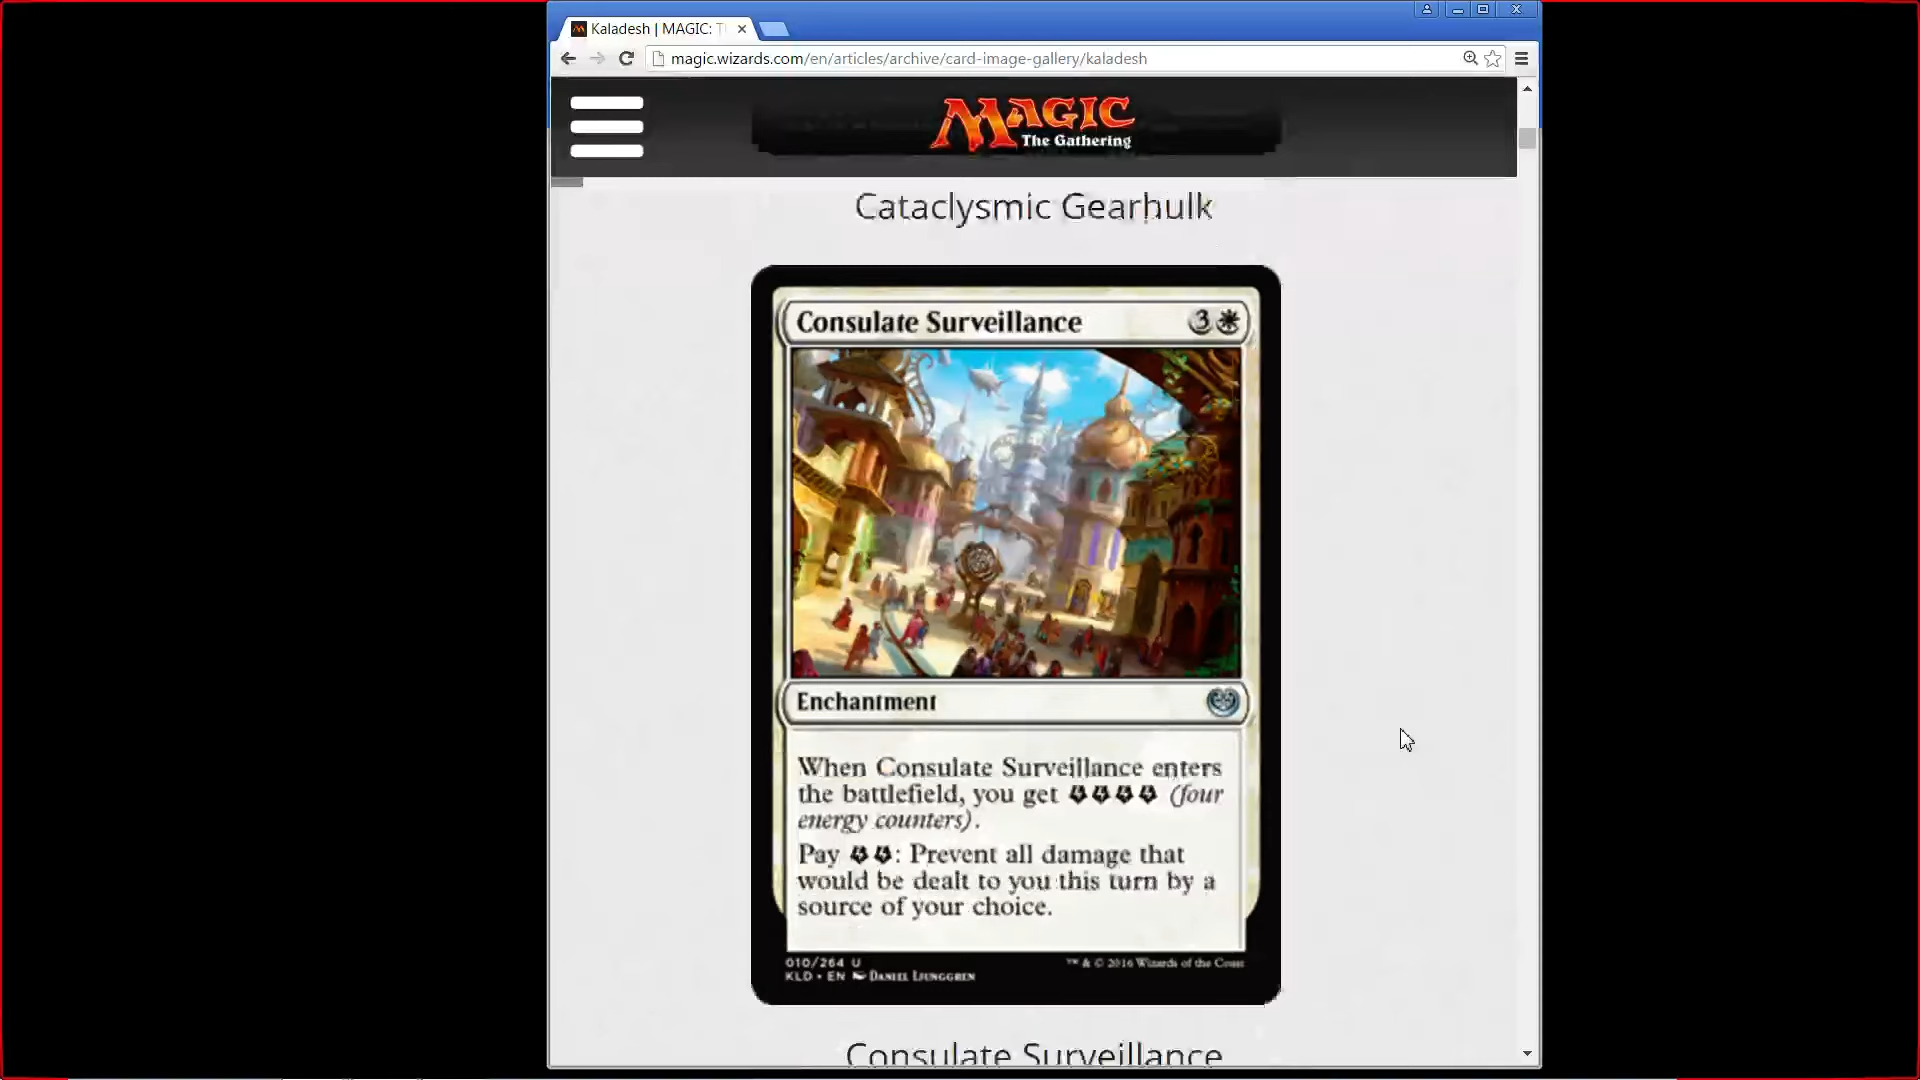 Kaladesh | MAGIC: T
magic.wizards.com/en/articles/archive/card-image-gallery/kaladesh
MAGIC
The Gathering
Cataclysmic Gearhulk
Consulate Surveillance 3
Enchantment
When Consulate Surveillance enters
the battlefield, you get (four
energy counters).
Pay : Prevent all damage that
would be dealt to you this turn by a
source of your choice.
010/264 U
™ & © 2016 Wizards of the Coast
KLD • EN Daniel Ljunggren
Consulate Surveillance